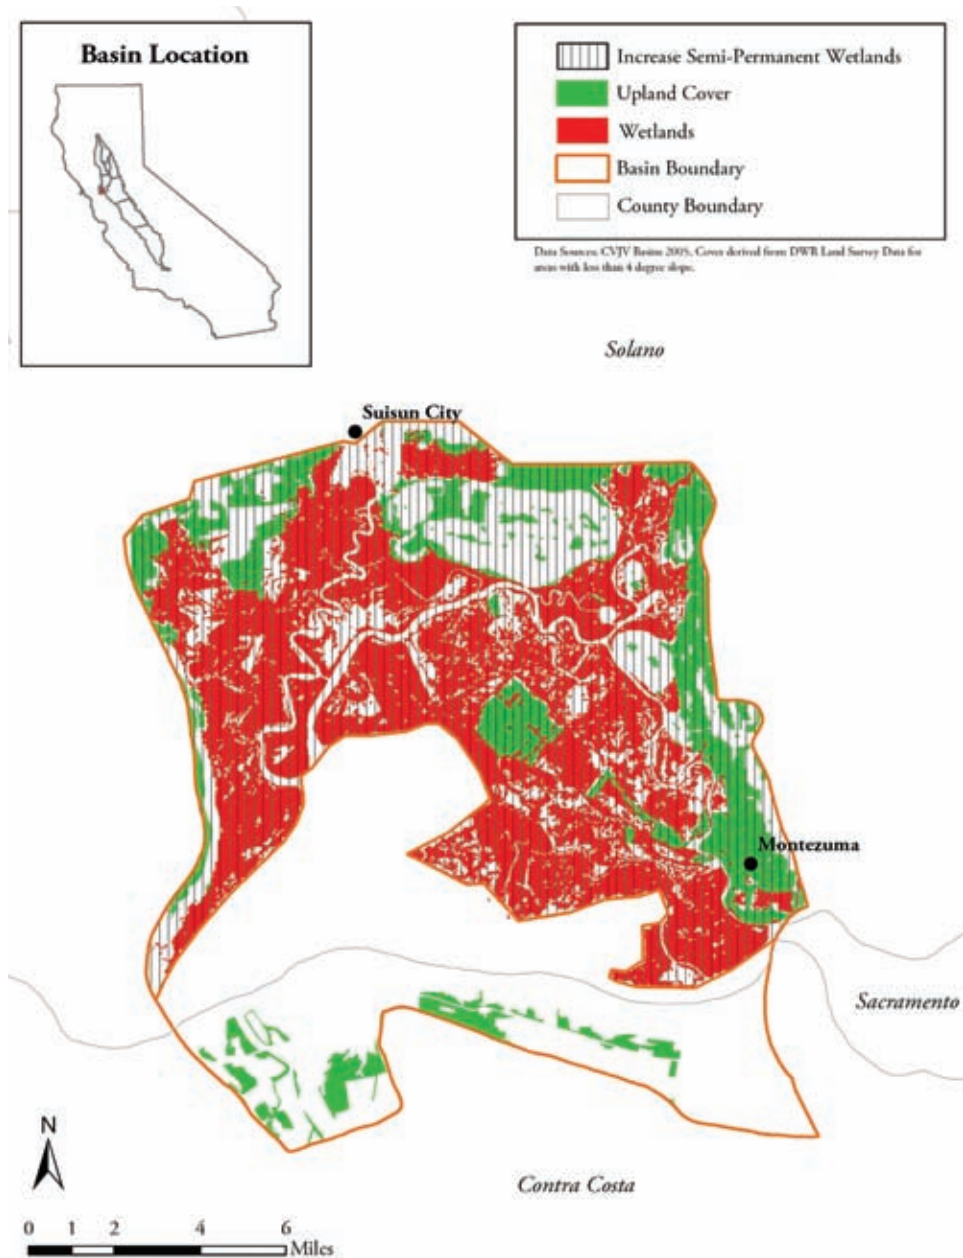 Basin Location
Increase Semi-Permanent Wetlands
Upland Cover
Wetlands
Basin Boundary
County Boundary
Data Sources: CVJV Basins 2005, Cover derived from DWR Land Survey Data for
areas with less than 4 degree slope.
Solano
Suisun City
Montezuma
Sacramento
Contra Costa
N
0 1 2 4 6
Miles